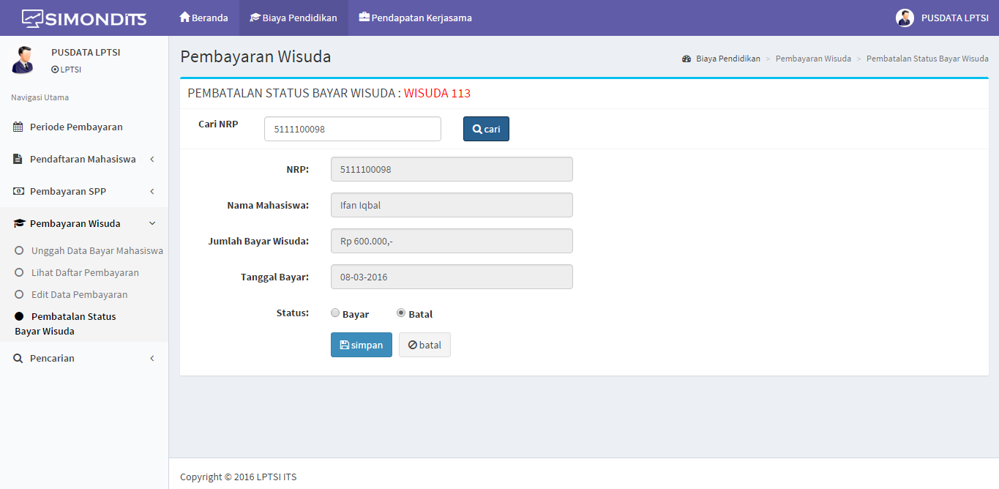 SIMONDITS
Beranda
Biaya Pendidikan
Pendapatan Kerjasama
PUSDATA LPTSI
PUSDATA LPTSI
LPTSI
Navigasi Utama
Periode Pembayaran
Pendaftaran Mahasiswa
Pembayaran SPP
Pembayaran Wisuda
Unggah Data Bayar Mahasiswa
Lihat Daftar Pembayaran
Edit Data Pembayaran
Pembatalan Status
Bayar Wisuda
Pencarian
Pembayaran Wisuda
Biaya Pendidikan > Pembayaran Wisuda > Pembatalan Status Bayar Wisuda
PEMBATALAN STATUS BAYAR WISUDA : WISUDA 113
Cari NRP 5111100098 cari
NRP: 5111100098
Nama Mahasiswa: Ifan Iqbal
Jumlah Bayar Wisuda: Rp 600.000,-
Tanggal Bayar: 08-03-2016
Status: Bayar Batal
simpan batal
Copyright © 2016 LPTSI ITS